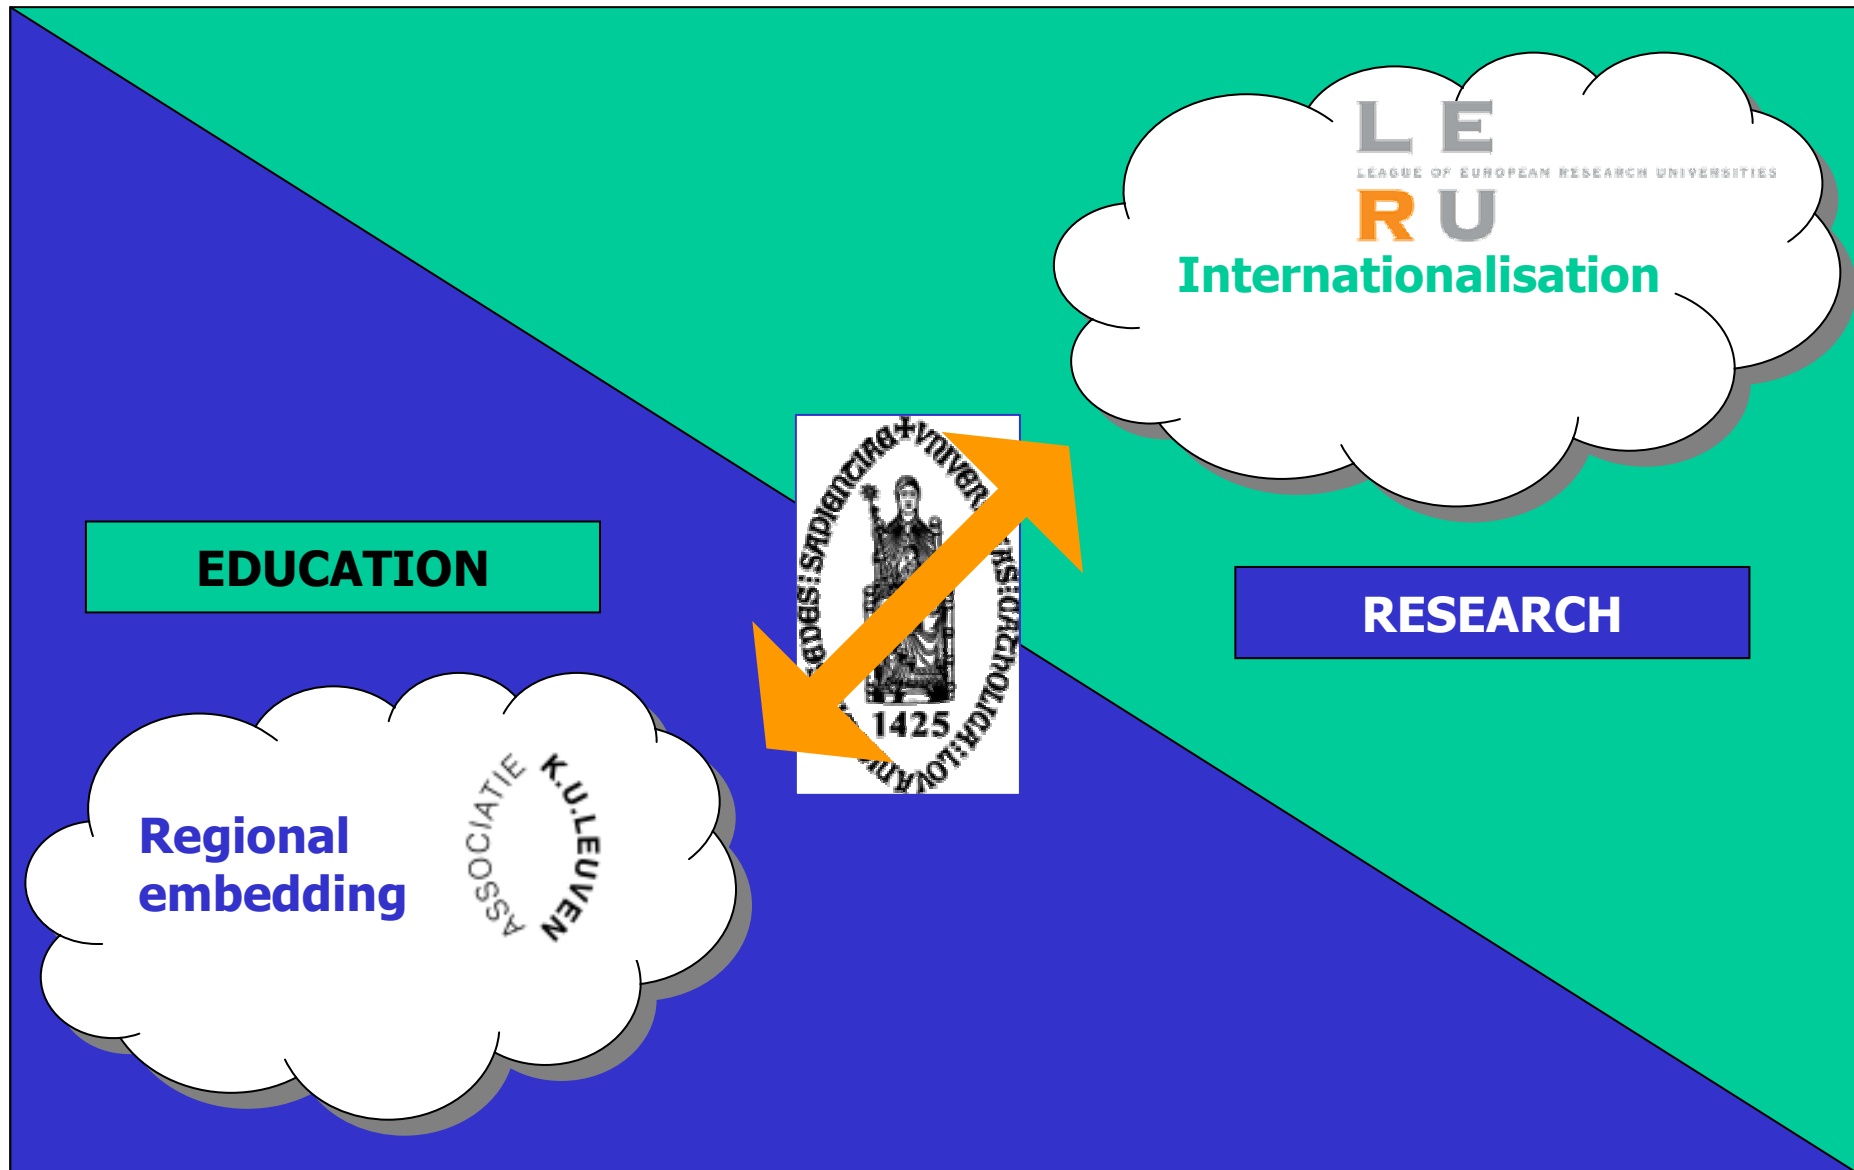 L E
LEAGUE OF EUROPEAN RESEARCH UNIVERSITIES
R U
Internationalisation
EDUCATION
RESEARCH
1425
Regional
embedding
ASSOCIATIE
K.U.LEUVEN